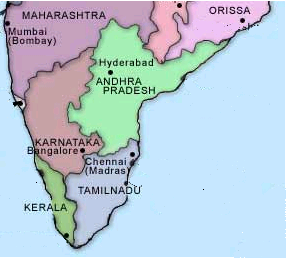 MAHARASHTRA
ORISSA
Mumbai
(Bombay)
Hyderabad
ANDHRA
PRADESH
KARNATAKA
Bangalore
Chennai
(Madras)
TAMILNADU
KERALA